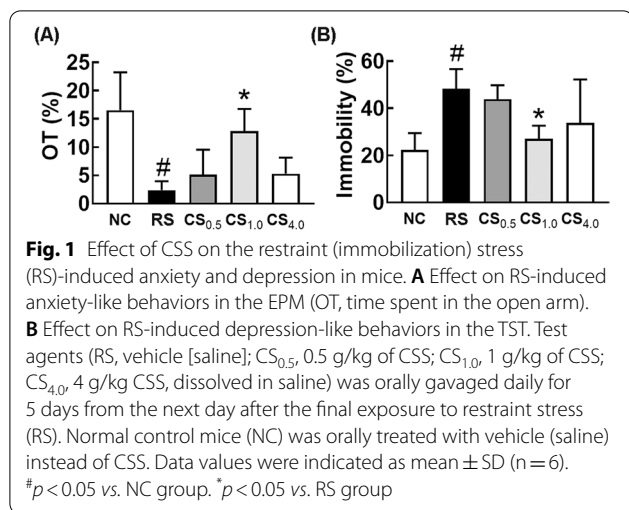 (A)
25
20
15
10
5
0
OT (%)
#
*
NC RS CS0.5 CS1.0 CS4.0
(B)
60
40
20
0
Immobility (%)
#
*
NC RS CS0.5 CS1.0 CS4.0
Fig. 1 Effect of CSS on the restraint (immobilization) stress
(RS)-induced anxiety and depression in mice. A Effect on RS-induced
anxiety-like behaviors in the EPM (OT, time spent in the open arm).
B Effect on RS-induced depression-like behaviors in the TST. Test
agents (RS, vehicle [saline]; CS0.5, 0.5 g/kg of CSS; CS1.0, 1 g/kg of CSS;
CS4.0, 4 g/kg CSS, dissolved in saline) was orally gavaged daily for
5 days from the next day after the final exposure to restraint stress
(RS). Normal control mice (NC) was orally treated with vehicle (saline)
instead of CSS. Data values were indicated as mean ± SD (n = 6).
#p < 0.05 vs. NC group. *p < 0.05 vs. RS group